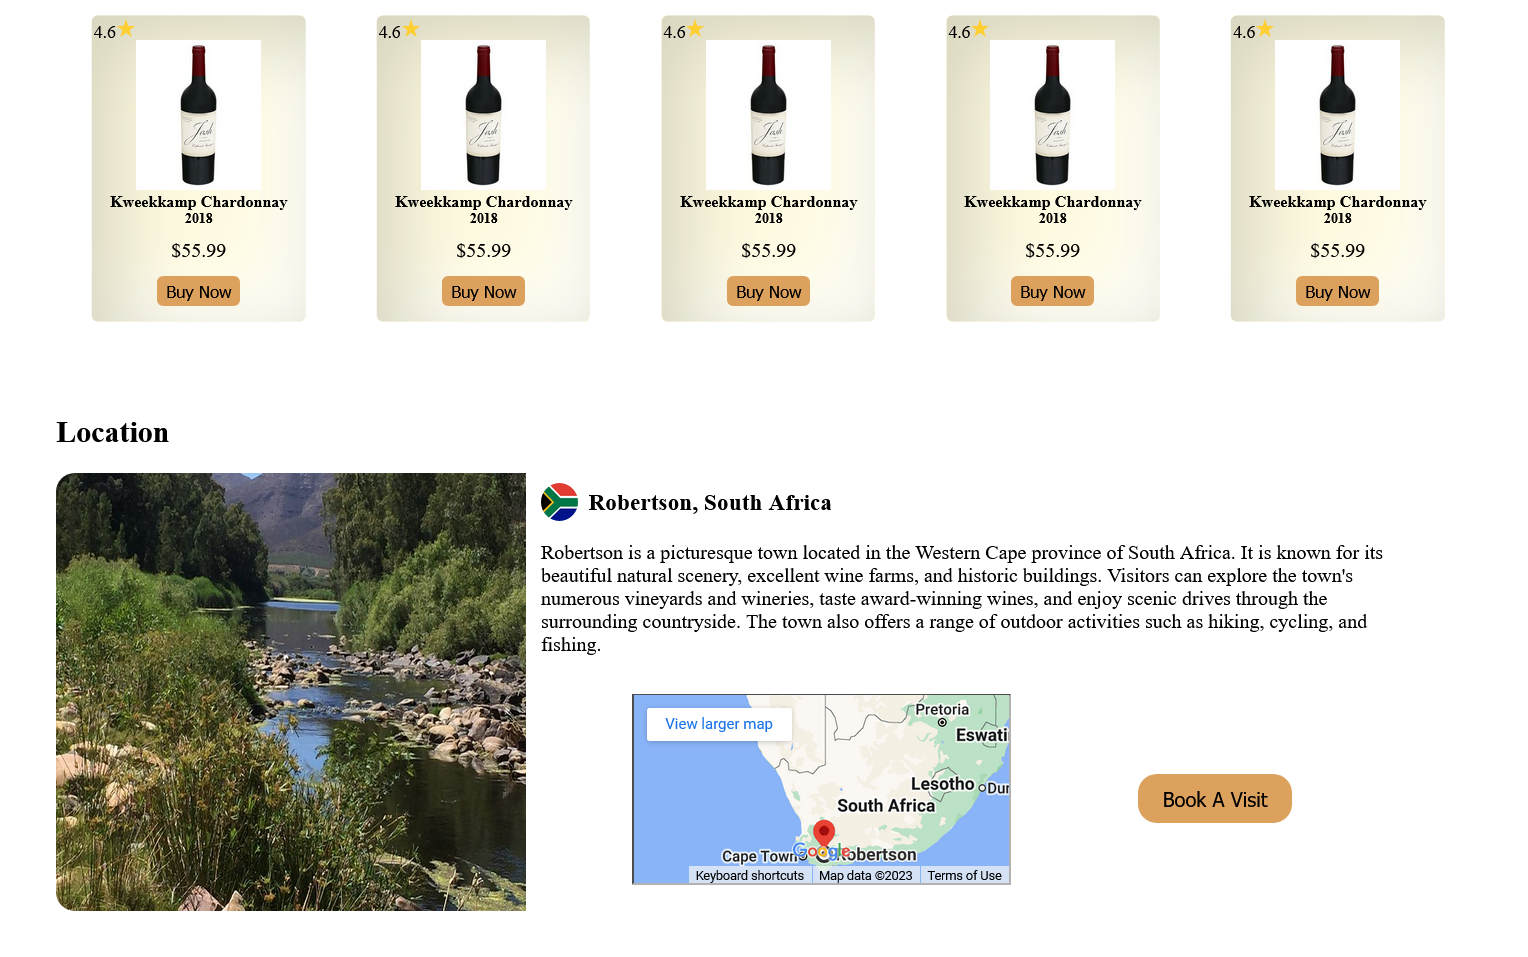 4.6 4.6 4.6 4.6 4.6
Josh Josh Josh Josh Josh
Kweekkamp Chardonnay Kweekkamp Chardonnay Kweekkamp Chardonnay Kweekkamp Chardonnay Kweekkamp Chardonnay
2018 2018 2018 2018 2018
$55.99 $55.99 $55.99 $55.99 $55.99
Buy Now Buy Now Buy Now Buy Now Buy Now
Location
Robertson, South Africa
Robertson is a picturesque town located in the Western Cape province of South Africa. It is known for its
beautiful natural scenery, excellent wine farms, and historic buildings. Visitors can explore the town's
numerous vineyards and wineries, taste award-winning wines, and enjoy scenic drives through the
surrounding countryside. The town also offers a range of outdoor activities such as hiking, cycling, and
fishing.
View larger map
Pretoria
Eswati
Lesotho
Dur
South Africa
Cape Town
Google
Robertson
Keyboard shortcuts
Map data ©2023
Terms of Use
Book A Visit